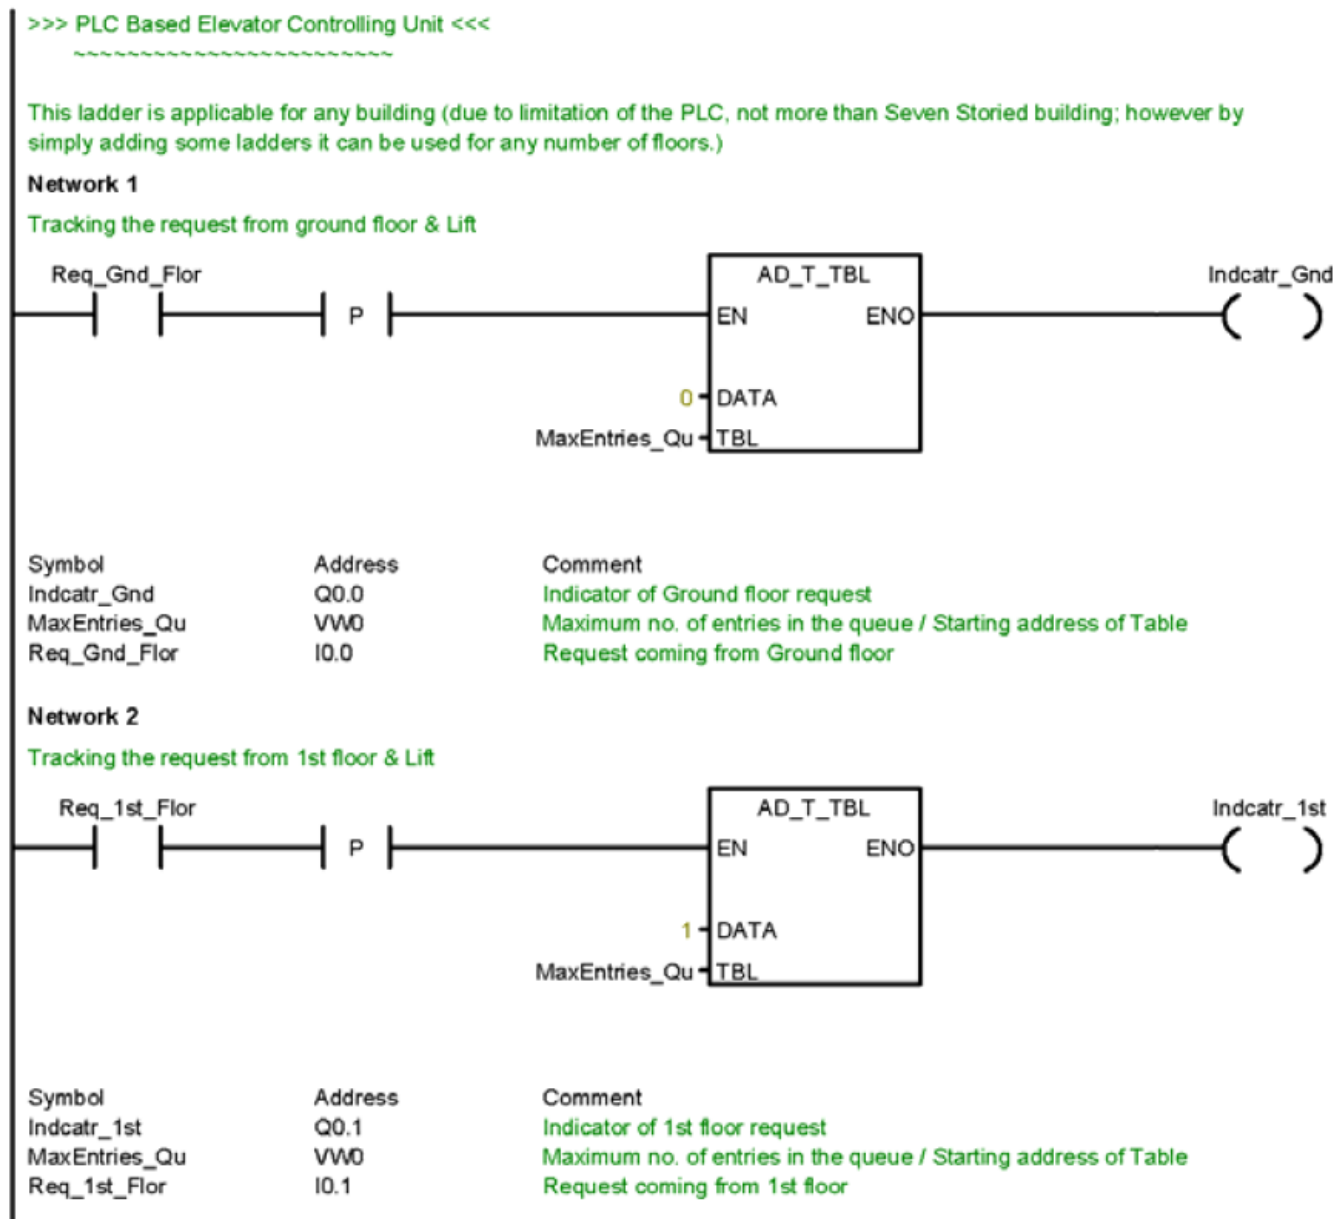 >>> PLC Based Elevator Controlling Unit <<<
~~~~~~~~~~~~~~~~~~~~~~~~
This ladder is applicable for any building (due to limitation of the PLC, not more than Seven Storied building; however by
simply adding some ladders it can be used for any number of floors.)
Network 1
Tracking the request from ground floor & Lift
Req_Gnd_Flor AD_T_TBL Indcatr_Gnd
P EN ENO
0 DATA
MaxEntries_Qu TBL
Symbol Address Comment
Indcatr_Gnd Q0.0 Indicator of Ground floor request
MaxEntries_Qu VW0 Maximum no. of entries in the queue / Starting address of Table
Req_Gnd_Flor I0.0 Request coming from Ground floor
Network 2
Tracking the request from 1st floor & Lift
Req_1st_Flor AD_T_TBL Indcatr_1st
P EN ENO
1 DATA
MaxEntries_Qu TBL
Symbol Address Comment
Indcatr_1st Q0.1 Indicator of 1st floor request
MaxEntries_Qu VW0 Maximum no. of entries in the queue / Starting address of Table
Req_1st_Flor I0.1 Request coming from 1st floor